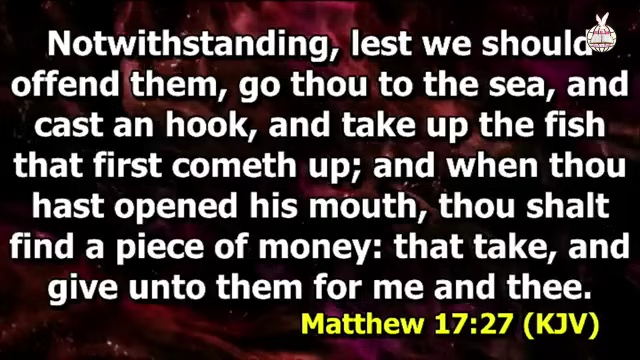 Notwithstanding, lest we should
offend them, go thou to the sea, and
cast an hook, and take up the fish
that first cometh up; and when thou
hast opened his mouth, thou shalt
find a piece of money: that take, and
give unto them for me and thee.
Matthew 17:27 (KJV)